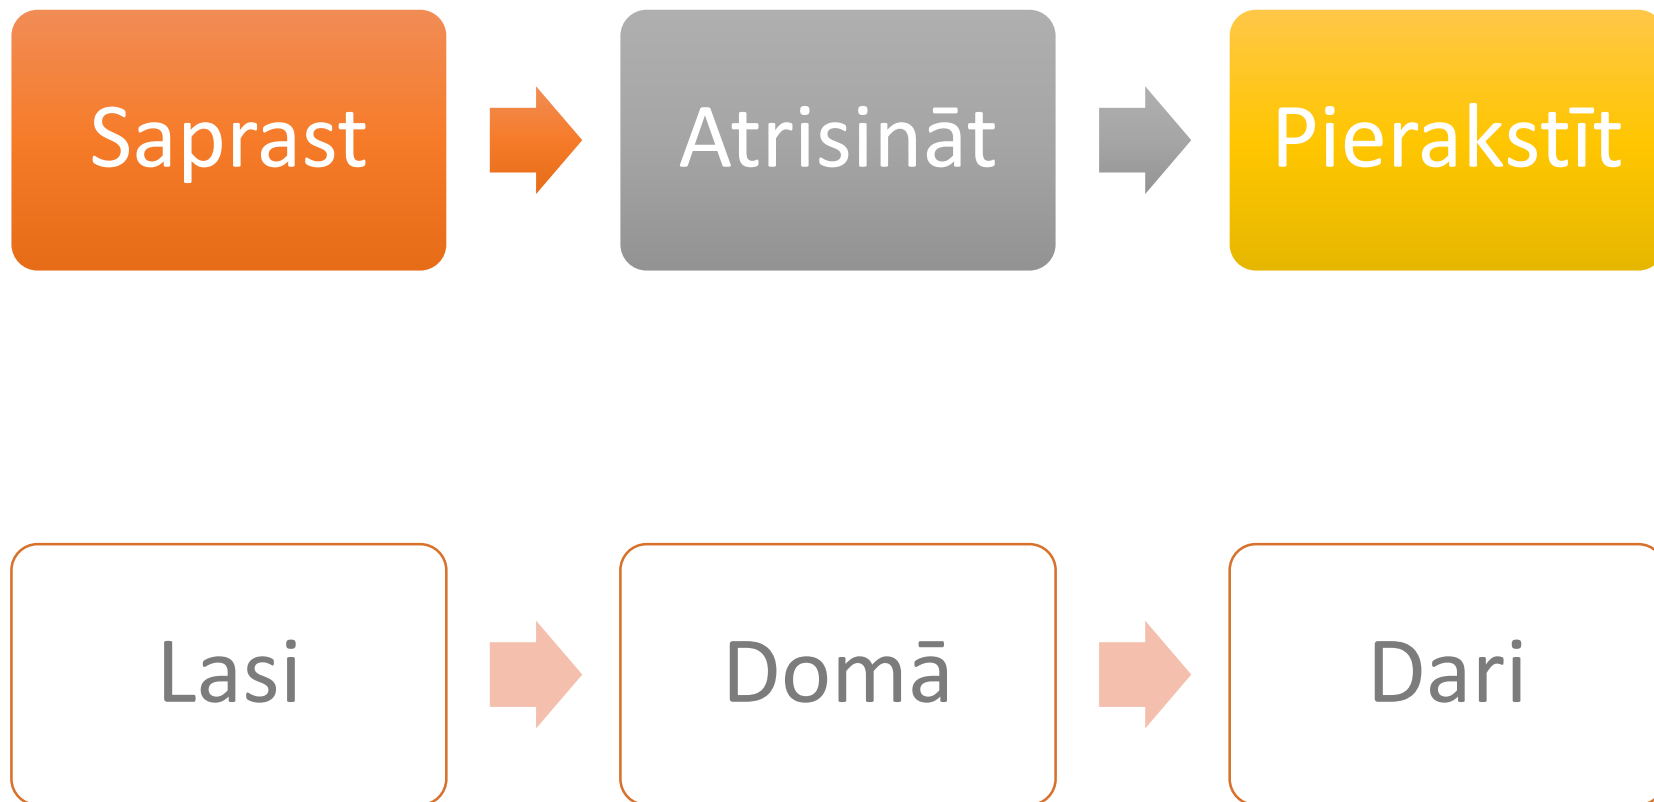 Saprast
Atrisināt
Pierakstīt
Lasi
Domā
Dari